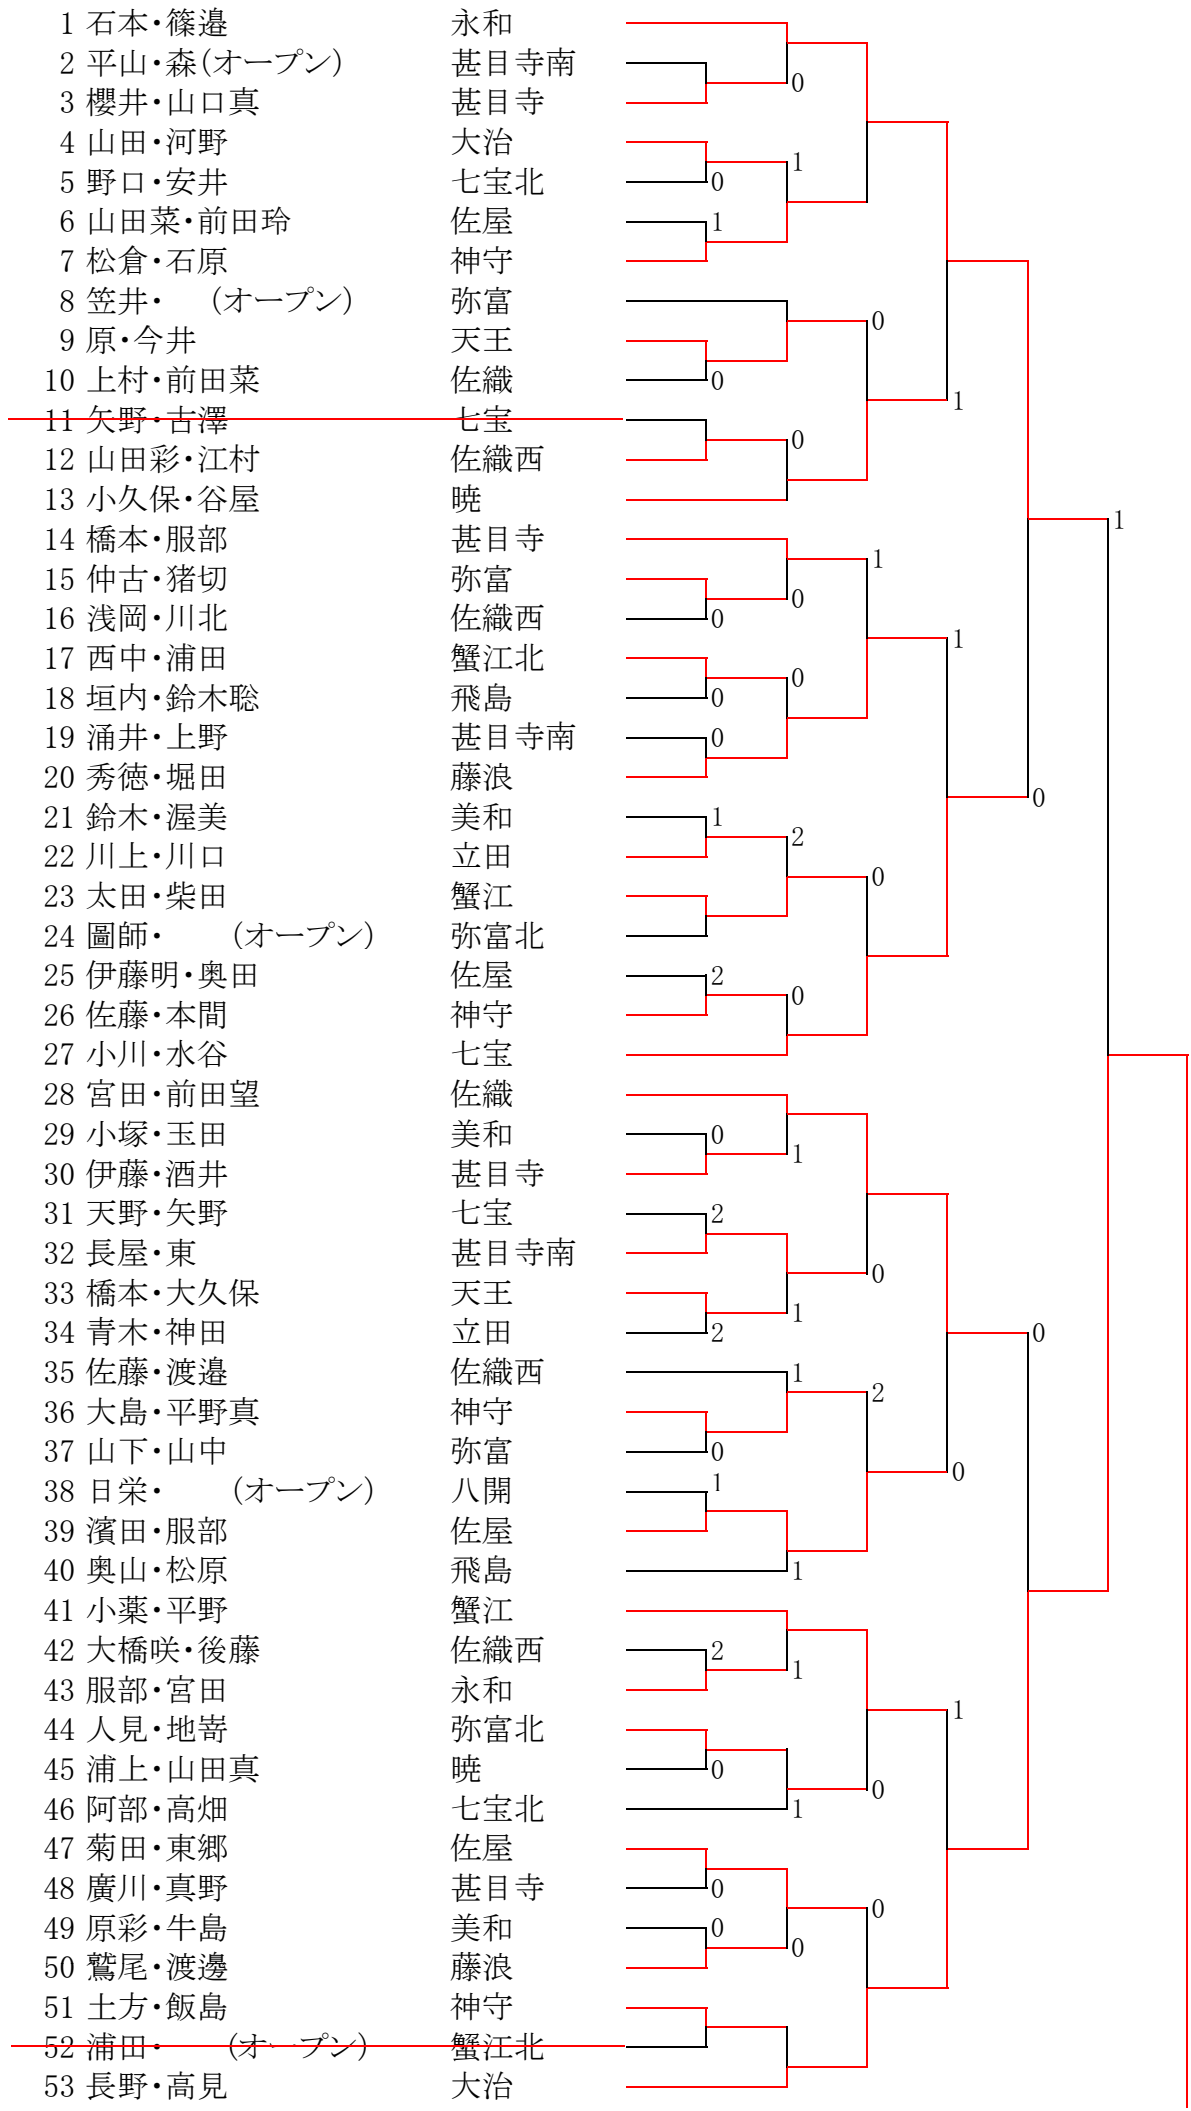 1 石本・篠邉 永和
2 平山・森(オープン) 甚目寺南
0
3 櫻井・山口真 甚目寺
4 山田・河野 大治
1
5 野口・安井 七宝北 0
6 山田菜・前田玲 佐屋 1
7 松倉・石原 神守
8 笠井・ (オープン) 弥富
0
9 原・今井 天王
10 上村・前田菜 佐織 0
1
11 矢野・古澤 七宝
0
12 山田彩・江村 佐織西
13 小久保・谷屋 暁
1
14 橋本・服部 甚目寺
1
15 仲古・猪切 弥富
0
16 浅岡・川北 佐織西 0
1
17 西中・浦田 蟹江北
0
18 垣内・鈴木聡 飛島 0
19 涌井・上野 甚目寺南 0
20 秀徳・堀田 藤浪
0
21 鈴木・渥美 美和 1
2
22 川上・川口 立田
0
23 太田・柴田 蟹江
24 圖師・ (オープン) 弥富北
25 伊藤明・奥田 佐屋 2
0
26 佐藤・本間 神守
27 小川・水谷 七宝
28 宮田・前田望 佐織
29 小塚・玉田 美和 0
1
30 伊藤・酒井 甚目寺
31 天野・矢野 七宝 2
32 長屋・東 甚目寺南
0
33 橋本・大久保 天王
1
34 青木・神田 立田 2 0
35 佐藤・渡邉 佐織西 1
2
36 大島・平野真 神守
37 山下・山中 弥富 0
0
38 日栄・ (オープン) 八開 1
39 濱田・服部 佐屋
40 奥山・松原 飛島 1
41 小薬・平野 蟹江
42 大橋咲・後藤 佐織西 2
1
43 服部・宮田 永和
1
44 人見・地嵜 弥富北
45 浦上・山田真 暁 0
0
46 阿部・高畑 七宝北 1
47 菊田・東郷 佐屋
48 廣川・真野 甚目寺 0
0
49 原彩・牛島 美和 0
0
50 鷲尾・渡邊 藤浪
51 土方・飯島 神守
52 浦田・ (オープン) 蟹江北
53 長野・高見 大治